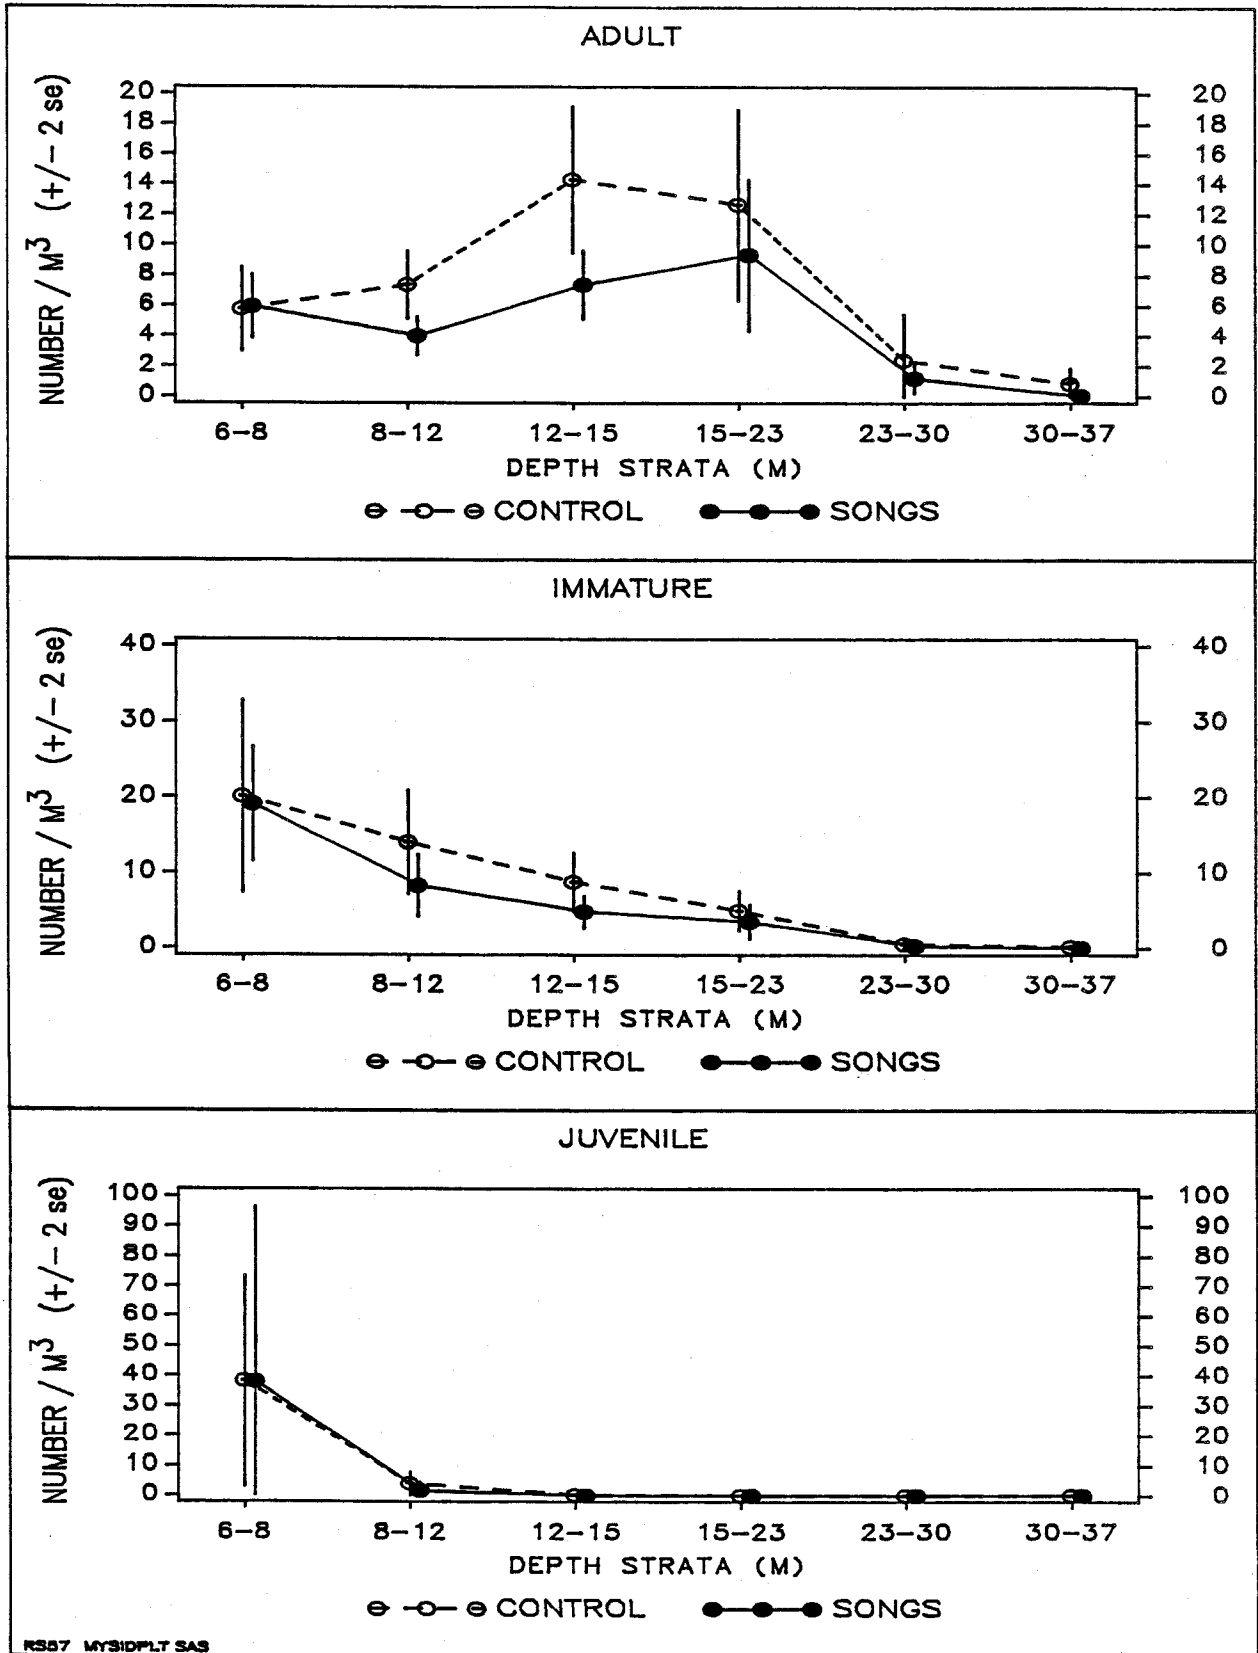 ADULT
NUMBER / M³ (+/- 2 se)
20 20
18 18
16 16
14 14
12 12
10 10
8 8
6 6
4 4
2 2
0 0
6-8 8-12 12-15 15-23 23-30 30-37
DEPTH STRATA (M)
CONTROL SONGS
IMMATURE
NUMBER / M³ (+/- 2 se)
40 40
30 30
20 20
10 10
0 0
6-8 8-12 12-15 15-23 23-30 30-37
DEPTH STRATA (M)
CONTROL SONGS
JUVENILE
NUMBER / M³ (+/- 2 se)
100 100
90 90
80 80
70 70
60 60
50 50
40 40
30 30
20 20
10 10
0 0
6-8 8-12 12-15 15-23 23-30 30-37
DEPTH STRATA (M)
CONTROL SONGS
RS87 MYSIDPLT SAS